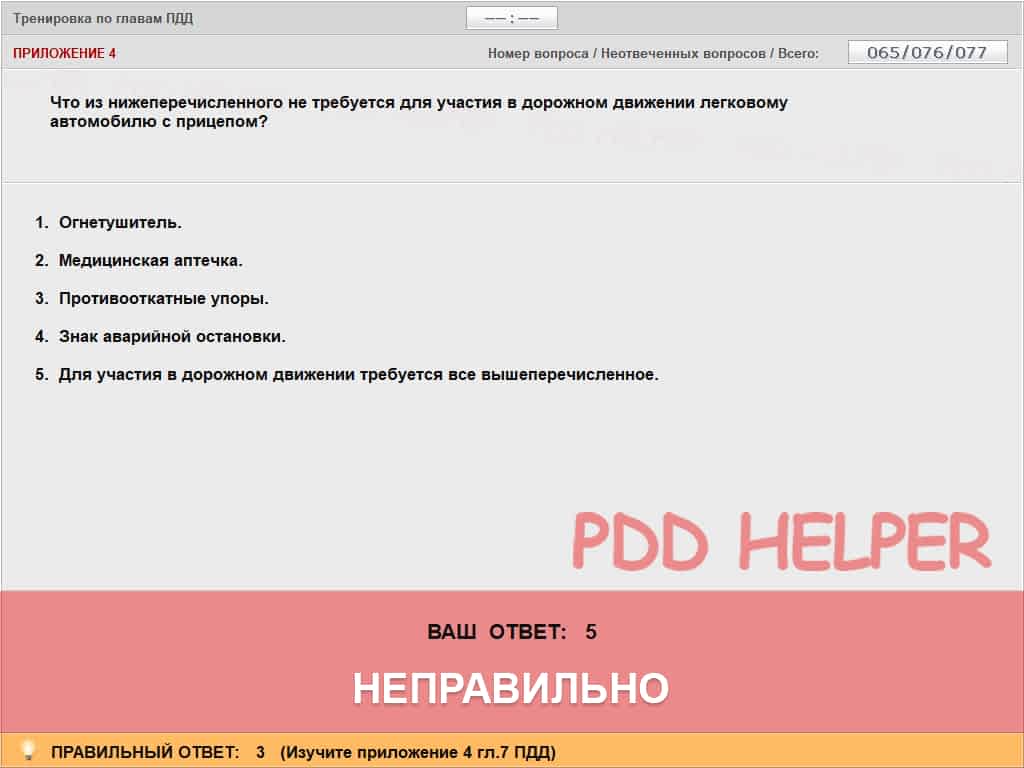 Тренировка по главам ПДД
—— : ——
ПРИЛОЖЕНИЕ 4
Номер вопроса / Неотвеченных вопросов / Всего:
065/076/077
Что из нижеперечисленного не требуется для участия в дорожном движении легковому
автомобилю с прицепом?
1. Огнетушитель.
2. Медицинская аптечка.
3. Противооткатные упоры.
4. Знак аварийной остановки.
5. Для участия в дорожном движении требуется все вышеперечисленное.
PDD HELPER
ВАШ ОТВЕТ: 5
НЕПРАВИЛЬНО
ПРАВИЛЬНЫЙ ОТВЕТ: 3 (Изучите приложение 4 гл.7 ПДД)